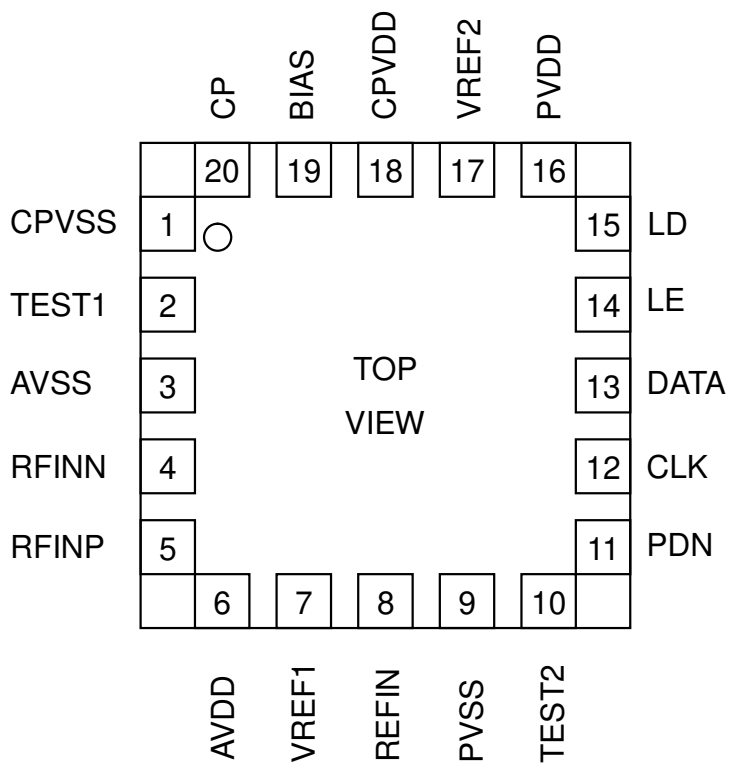 CP BIAS CPVDD VREF2 PVDD
20 19 18 17 16
CPVSS 1 15 LD
TEST1 2 14 LE
AVSS 3 TOP 13 DATA
VIEW
RFINN 4 12 CLK
RFINP 5 11 PDN
6 7 8 9 10
AVDD VREF1 REFIN PVSS TEST2